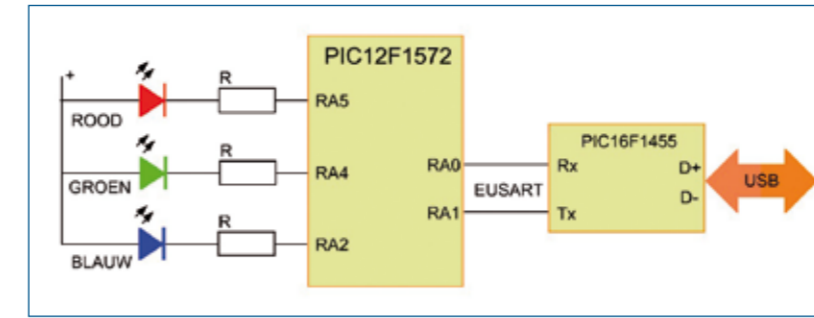 +
R
ROOD
R
GROEN
R
BLAUW
PIC12F1572
RA5
RA4
RA2
RA0
RA1
EUSART
PIC16F1455
Rx
Tx
D+
D-
USB